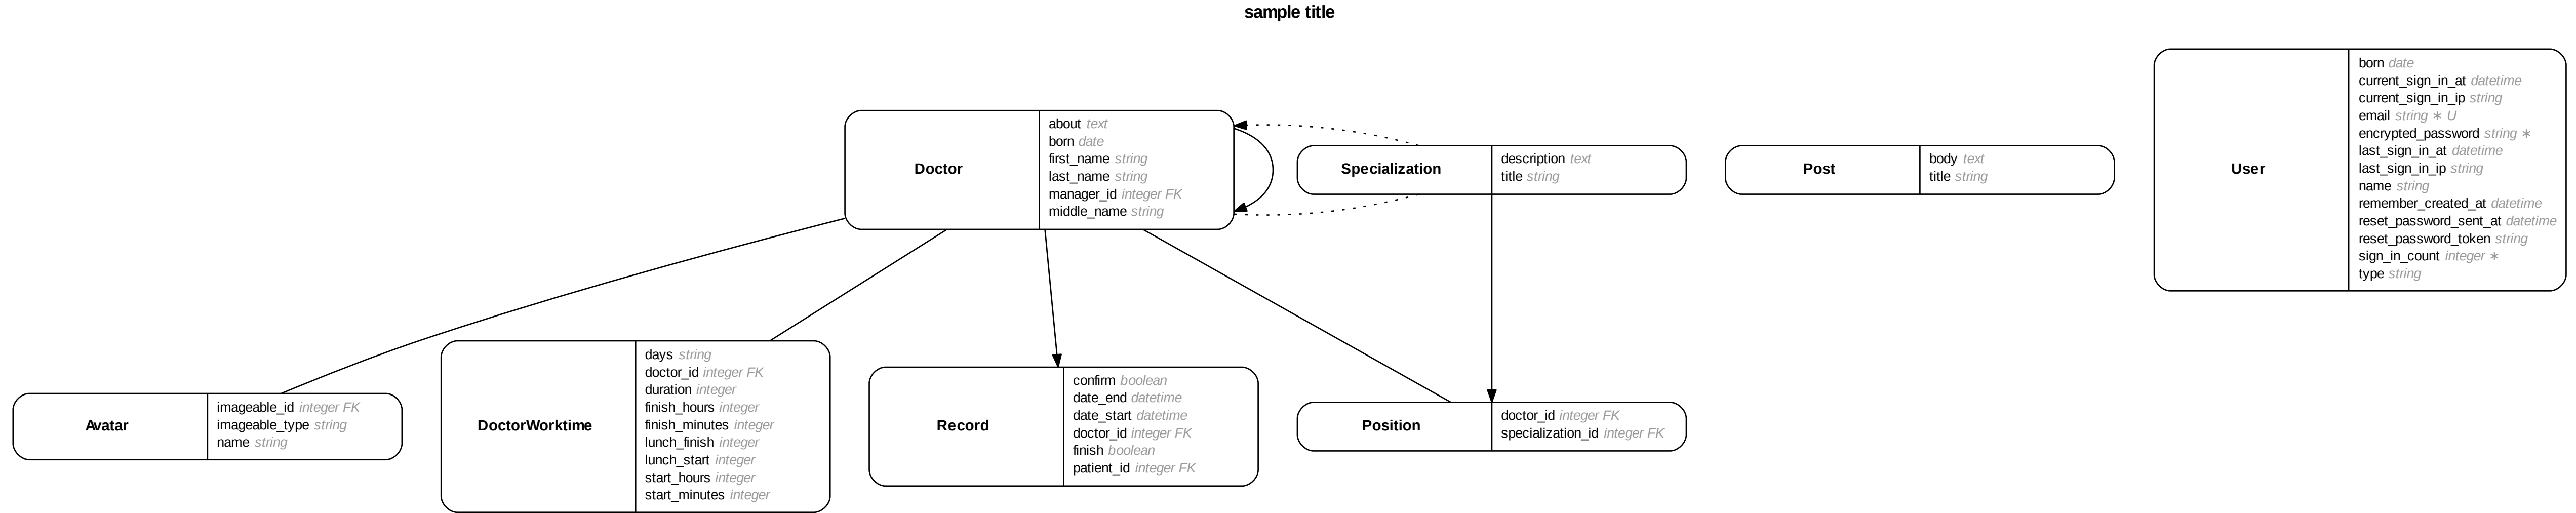 sample title
Doctor
about text
born date
first_name string
last_name string
manager_id integer FK
middle_name string
Specialization
description text
title string
Post
body text
title string
User
born date
current_sign_in_at datetime
current_sign_in_ip string
email string ∗ U
encrypted_password string ∗
last_sign_in_at datetime
last_sign_in_ip string
name string
remember_created_at datetime
reset_password_sent_at datetime
reset_password_token string
sign_in_count integer ∗
type string
Avatar
imageable_id integer FK
imageable_type string
name string
DoctorWorktime
days string
doctor_id integer FK
duration integer
finish_hours integer
finish_minutes integer
lunch_finish integer
lunch_start integer
start_hours integer
start_minutes integer
Record
confirm boolean
date_end datetime
date_start datetime
doctor_id integer FK
finish boolean
patient_id integer FK
Position
doctor_id integer FK
specialization_id integer FK